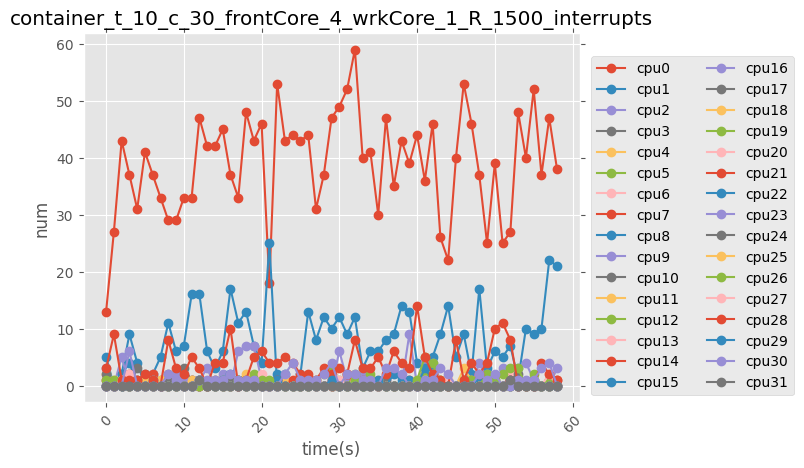 container_t_10_c_30_frontCore_4_wrkCore_1_R_1500_interrupts
num
60
50
40
30
20
10
0
0
10
20
30
40
50
60
time(s)
cpu0
cpu1
cpu2
cpu3
cpu4
cpu5
cpu6
cpu7
cpu8
cpu9
cpu10
cpu11
cpu12
cpu13
cpu14
cpu15
cpu16
cpu17
cpu18
cpu19
cpu20
cpu21
cpu22
cpu23
cpu24
cpu25
cpu26
cpu27
cpu28
cpu29
cpu30
cpu31